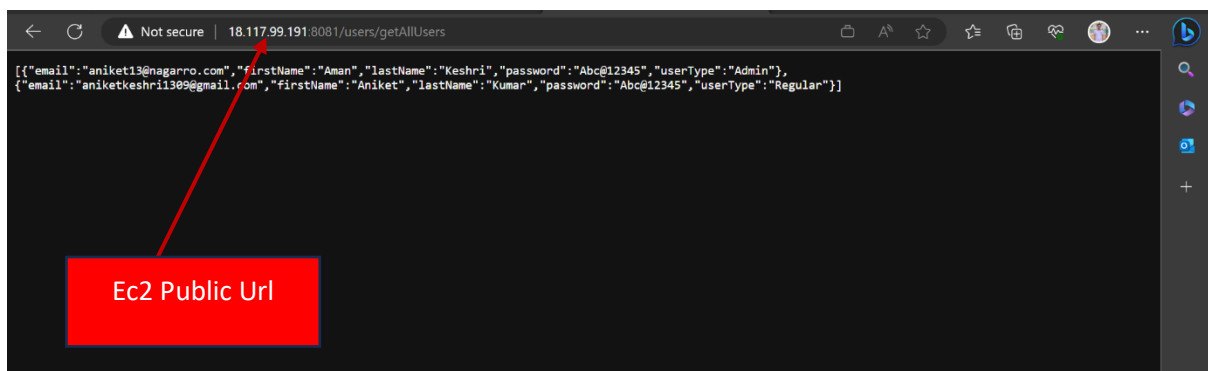 Not secure 18.117.99.191:8081/users/getAllUsers
[{"email":"aniket13@nagarro.com","firstName":"Aman","lastName":"Keshri","password":"Abc@12345","userType":"Admin"},
{"email":"aniketkeshri1309@gmail.com","firstName":"Aniket","lastName":"Kumar","password":"Abc@12345","userType":"Regular"}]
Ec2 Public Url